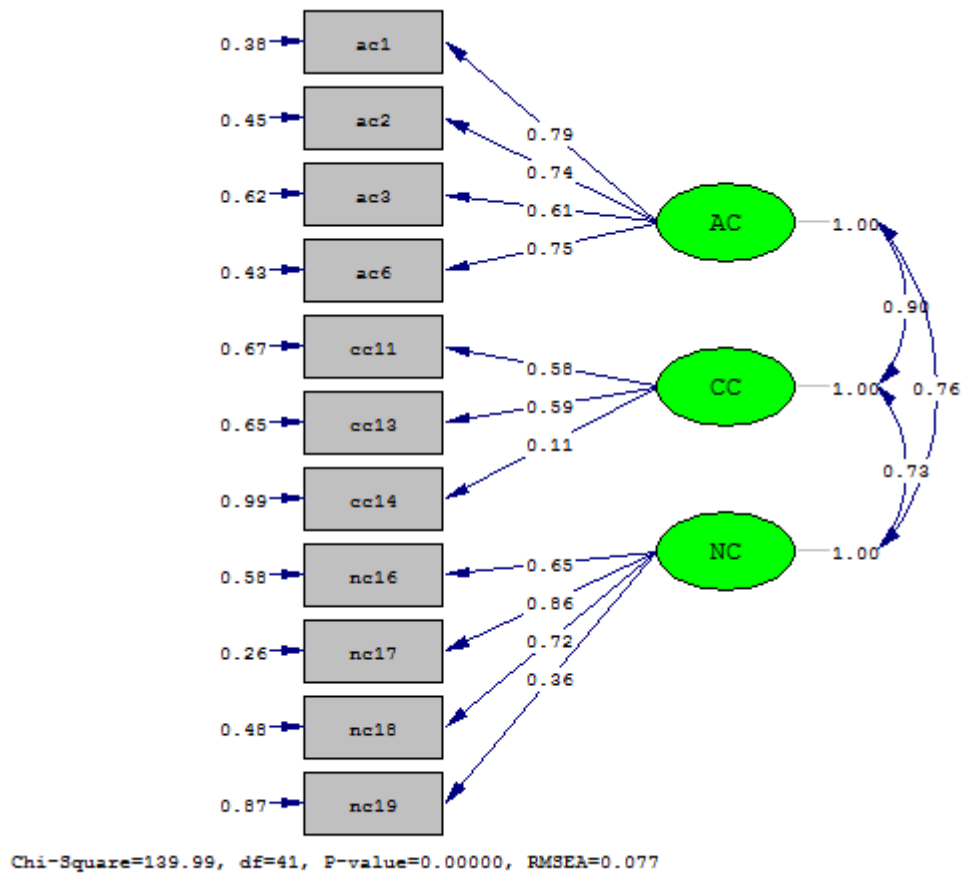 0.38 ac1
0.79
0.45 ac2
0.74
0.62 ac3
0.61
AC 1.00
0.43 ac6
0.75
0.90
0.67 cc11
0.58
CC 1.00 0.76
0.65 cc13
0.59
0.11
0.73
0.99 cc14
NC 1.00
0.58 nc16
0.65
0.86
0.26 nc17
0.72
0.36
0.48 nc18
0.87 nc19
Chi-Square=139.99, df=41, P-value=0.00000, RMSEA=0.077